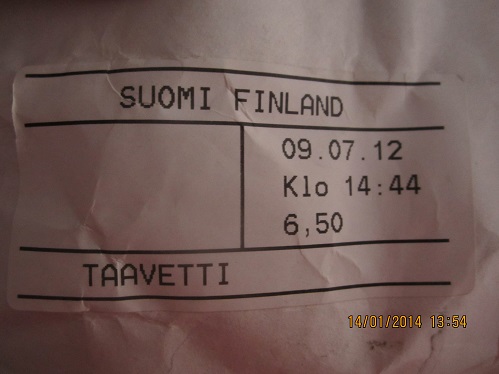 SUOMI FINLAND
09.07.12
Klo 14:44
6,50
TAAVETTI
14/01/2014 13:54